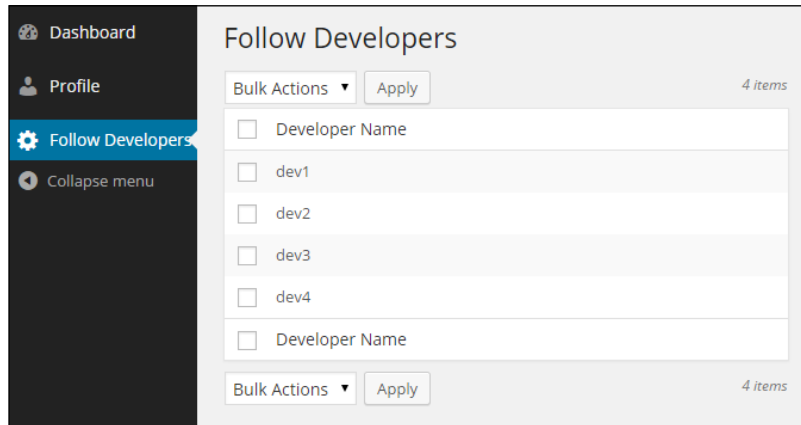 Dashboard
Profile
Follow Developers
Collapse menu
Follow Developers
Bulk Actions
Apply
4 items
Developer Name
dev1
dev2
dev3
dev4
Developer Name
Bulk Actions
Apply
4 items